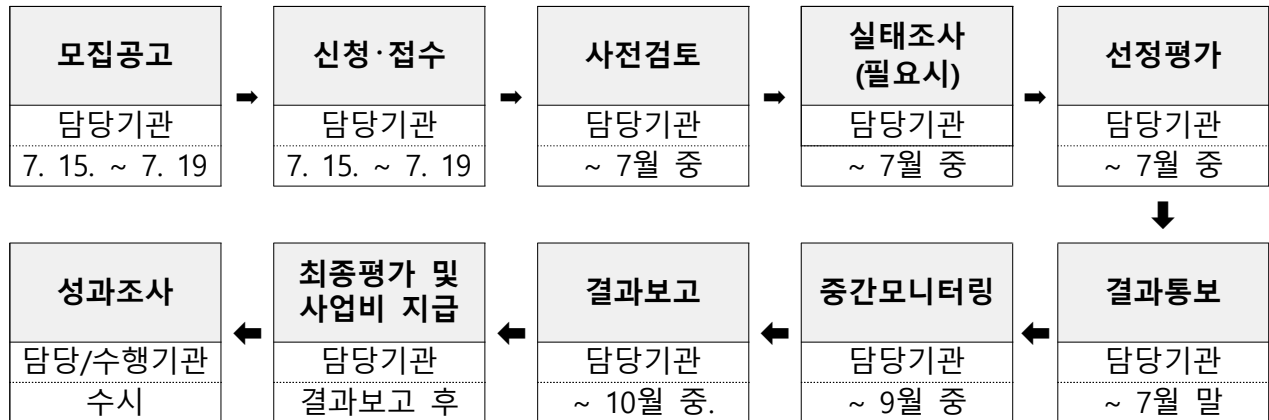 모집공고
신청·접수
사전검토
실태조사
(필요시)
선정평가
담당기관
담당기관
담당기관
담당기관
담당기관
7. 15. ~ 7. 19
7. 15. ~ 7. 19
~ 7월 중
~ 7월 중
~ 7월 중
성과조사
최종평가 및
사업비 지급
결과보고
중간모니터링
결과통보
담당/수행기관
담당기관
담당기관
담당기관
담당기관
수시
결과보고 후
~ 10월 중.
~ 9월 중
~ 7월 말